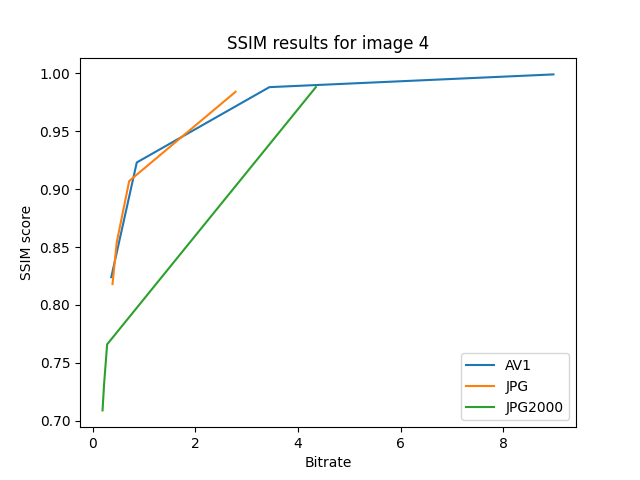 SSIM results for image 4
1.00
0.95
0.90
0.85
0.80
0.75
0.70
SSIM score
0 2 4 6 8
Bitrate
AV1
JPG
JPG2000